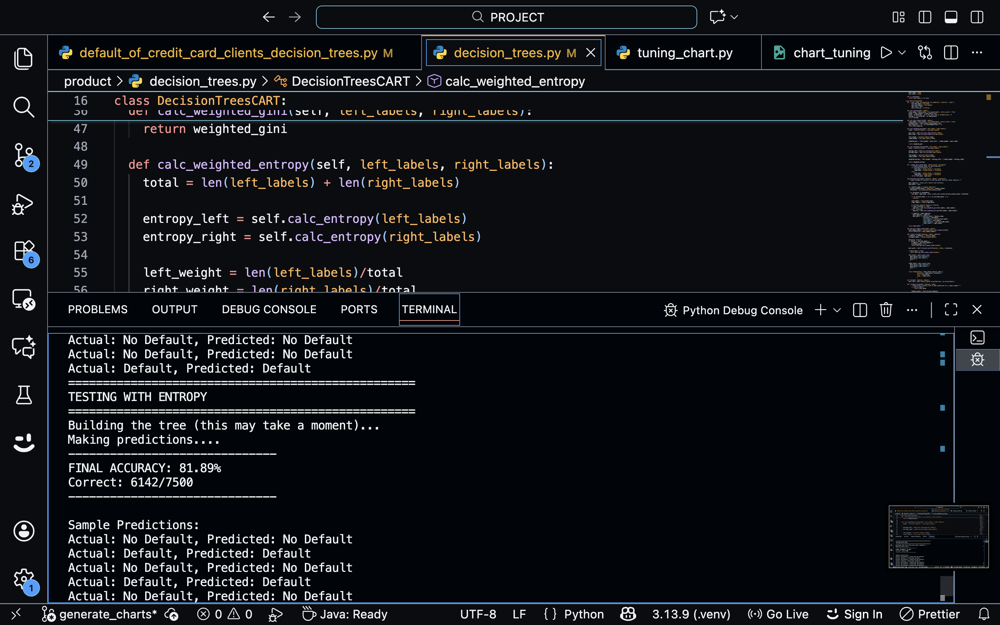 PROJECT
default_of_credit_card_clients_decision_trees.py M
decision_trees.py M
tuning_chart.py
chart_tuning
product > decision_trees.py > DecisionTreesCART > calc_weighted_entropy
16 class DecisionTreesCART:
36 def calc_weighted_gini(self, left_labels, right_labels):
47 return weighted_gini
48
49 def calc_weighted_entropy(self, left_labels, right_labels):
50 total = len(left_labels) + len(right_labels)
51
52 entropy_left = self.calc_entropy(left_labels)
53 entropy_right = self.calc_entropy(right_labels)
54
55 left_weight = len(left_labels)/total
56 right_weight = len(right_labels)/total
2
6
1
PROBLEMS OUTPUT DEBUG CONSOLE PORTS TERMINAL
Python Debug Console
Actual: No Default, Predicted: No Default
Actual: No Default, Predicted: No Default
Actual: Default, Predicted: Default
==================================================
TESTING WITH ENTROPY
==================================================
Building the tree (this may take a moment)...
Making predictions....
------------------------------
FINAL ACCURACY: 81.89%
Correct: 6142/7500
------------------------------
Sample Predictions:
Actual: No Default, Predicted: No Default
Actual: Default, Predicted: Default
Actual: No Default, Predicted: No Default
Actual: Default, Predicted: Default
Actual: No Default, Predicted: No Default
generate_charts* 0 0 Java: Ready UTF-8 LF {} Python 3.13.9 (.venv) Go Live Sign In Prettier